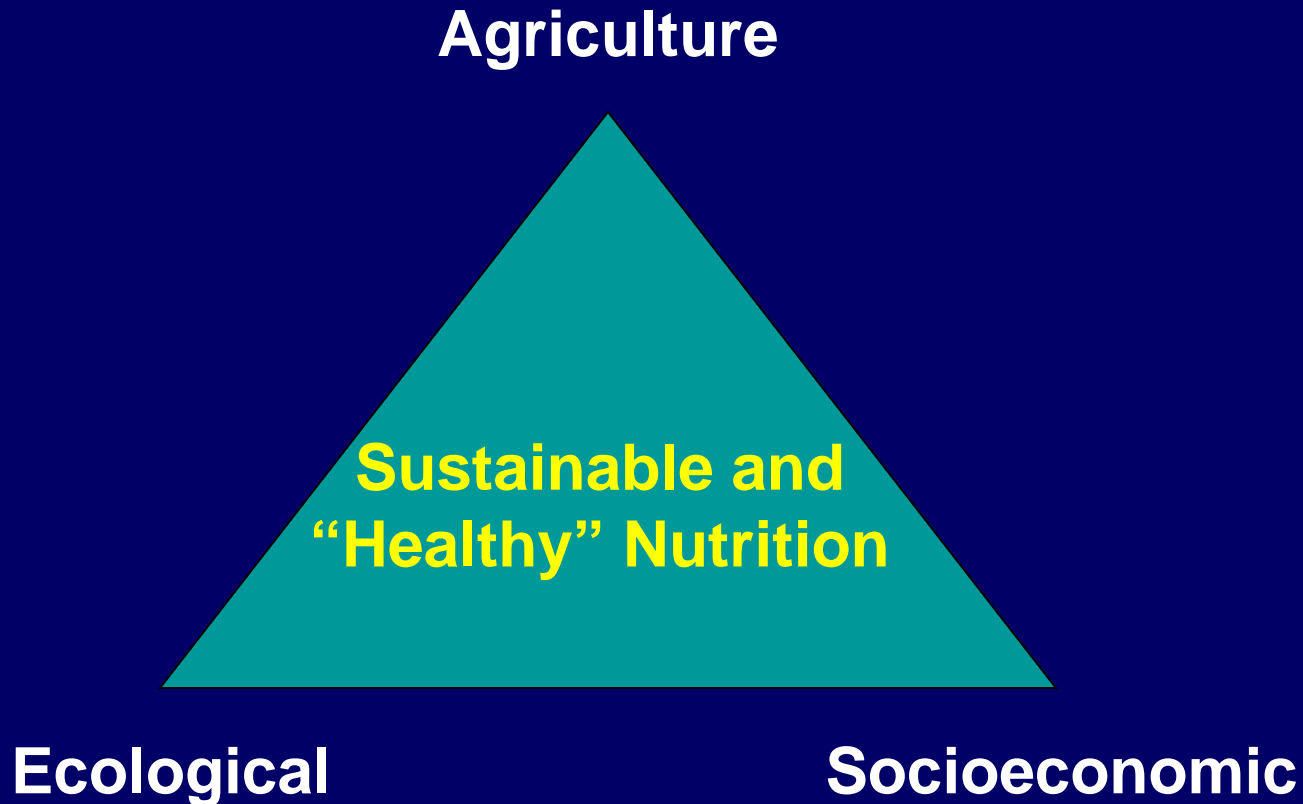 Agriculture
Sustainable and
“Healthy” Nutrition
Ecological
Socioeconomic